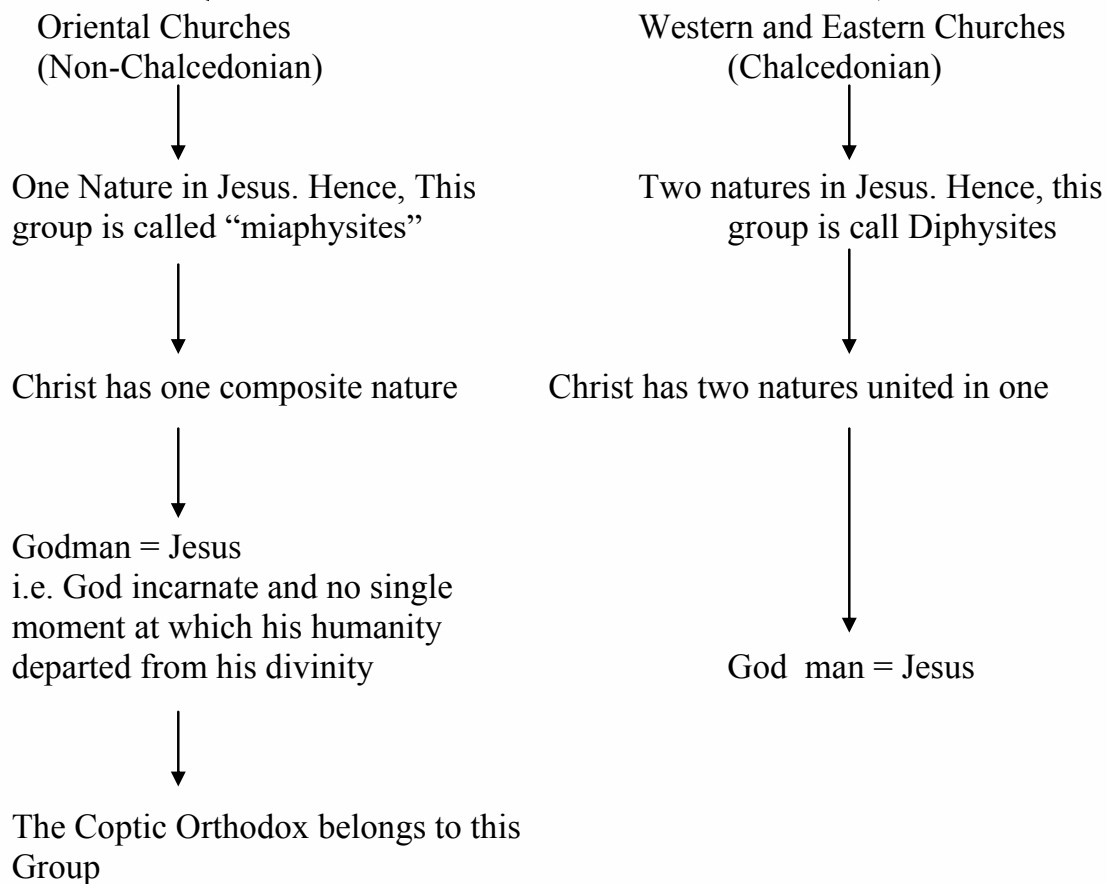 Oriental Churches
(Non-Chalcedonian)
One Nature in Jesus. Hence, This
group is called “miaphysites”
Christ has one composite nature
Godman = Jesus
i.e. God incarnate and no single
moment at which his humanity
departed from his divinity
The Coptic Orthodox belongs to this
Group
Western and Eastern Churches
(Chalcedonian)
Two natures in Jesus. Hence, this
group is call Diphysites
Christ has two natures united in one
God man = Jesus